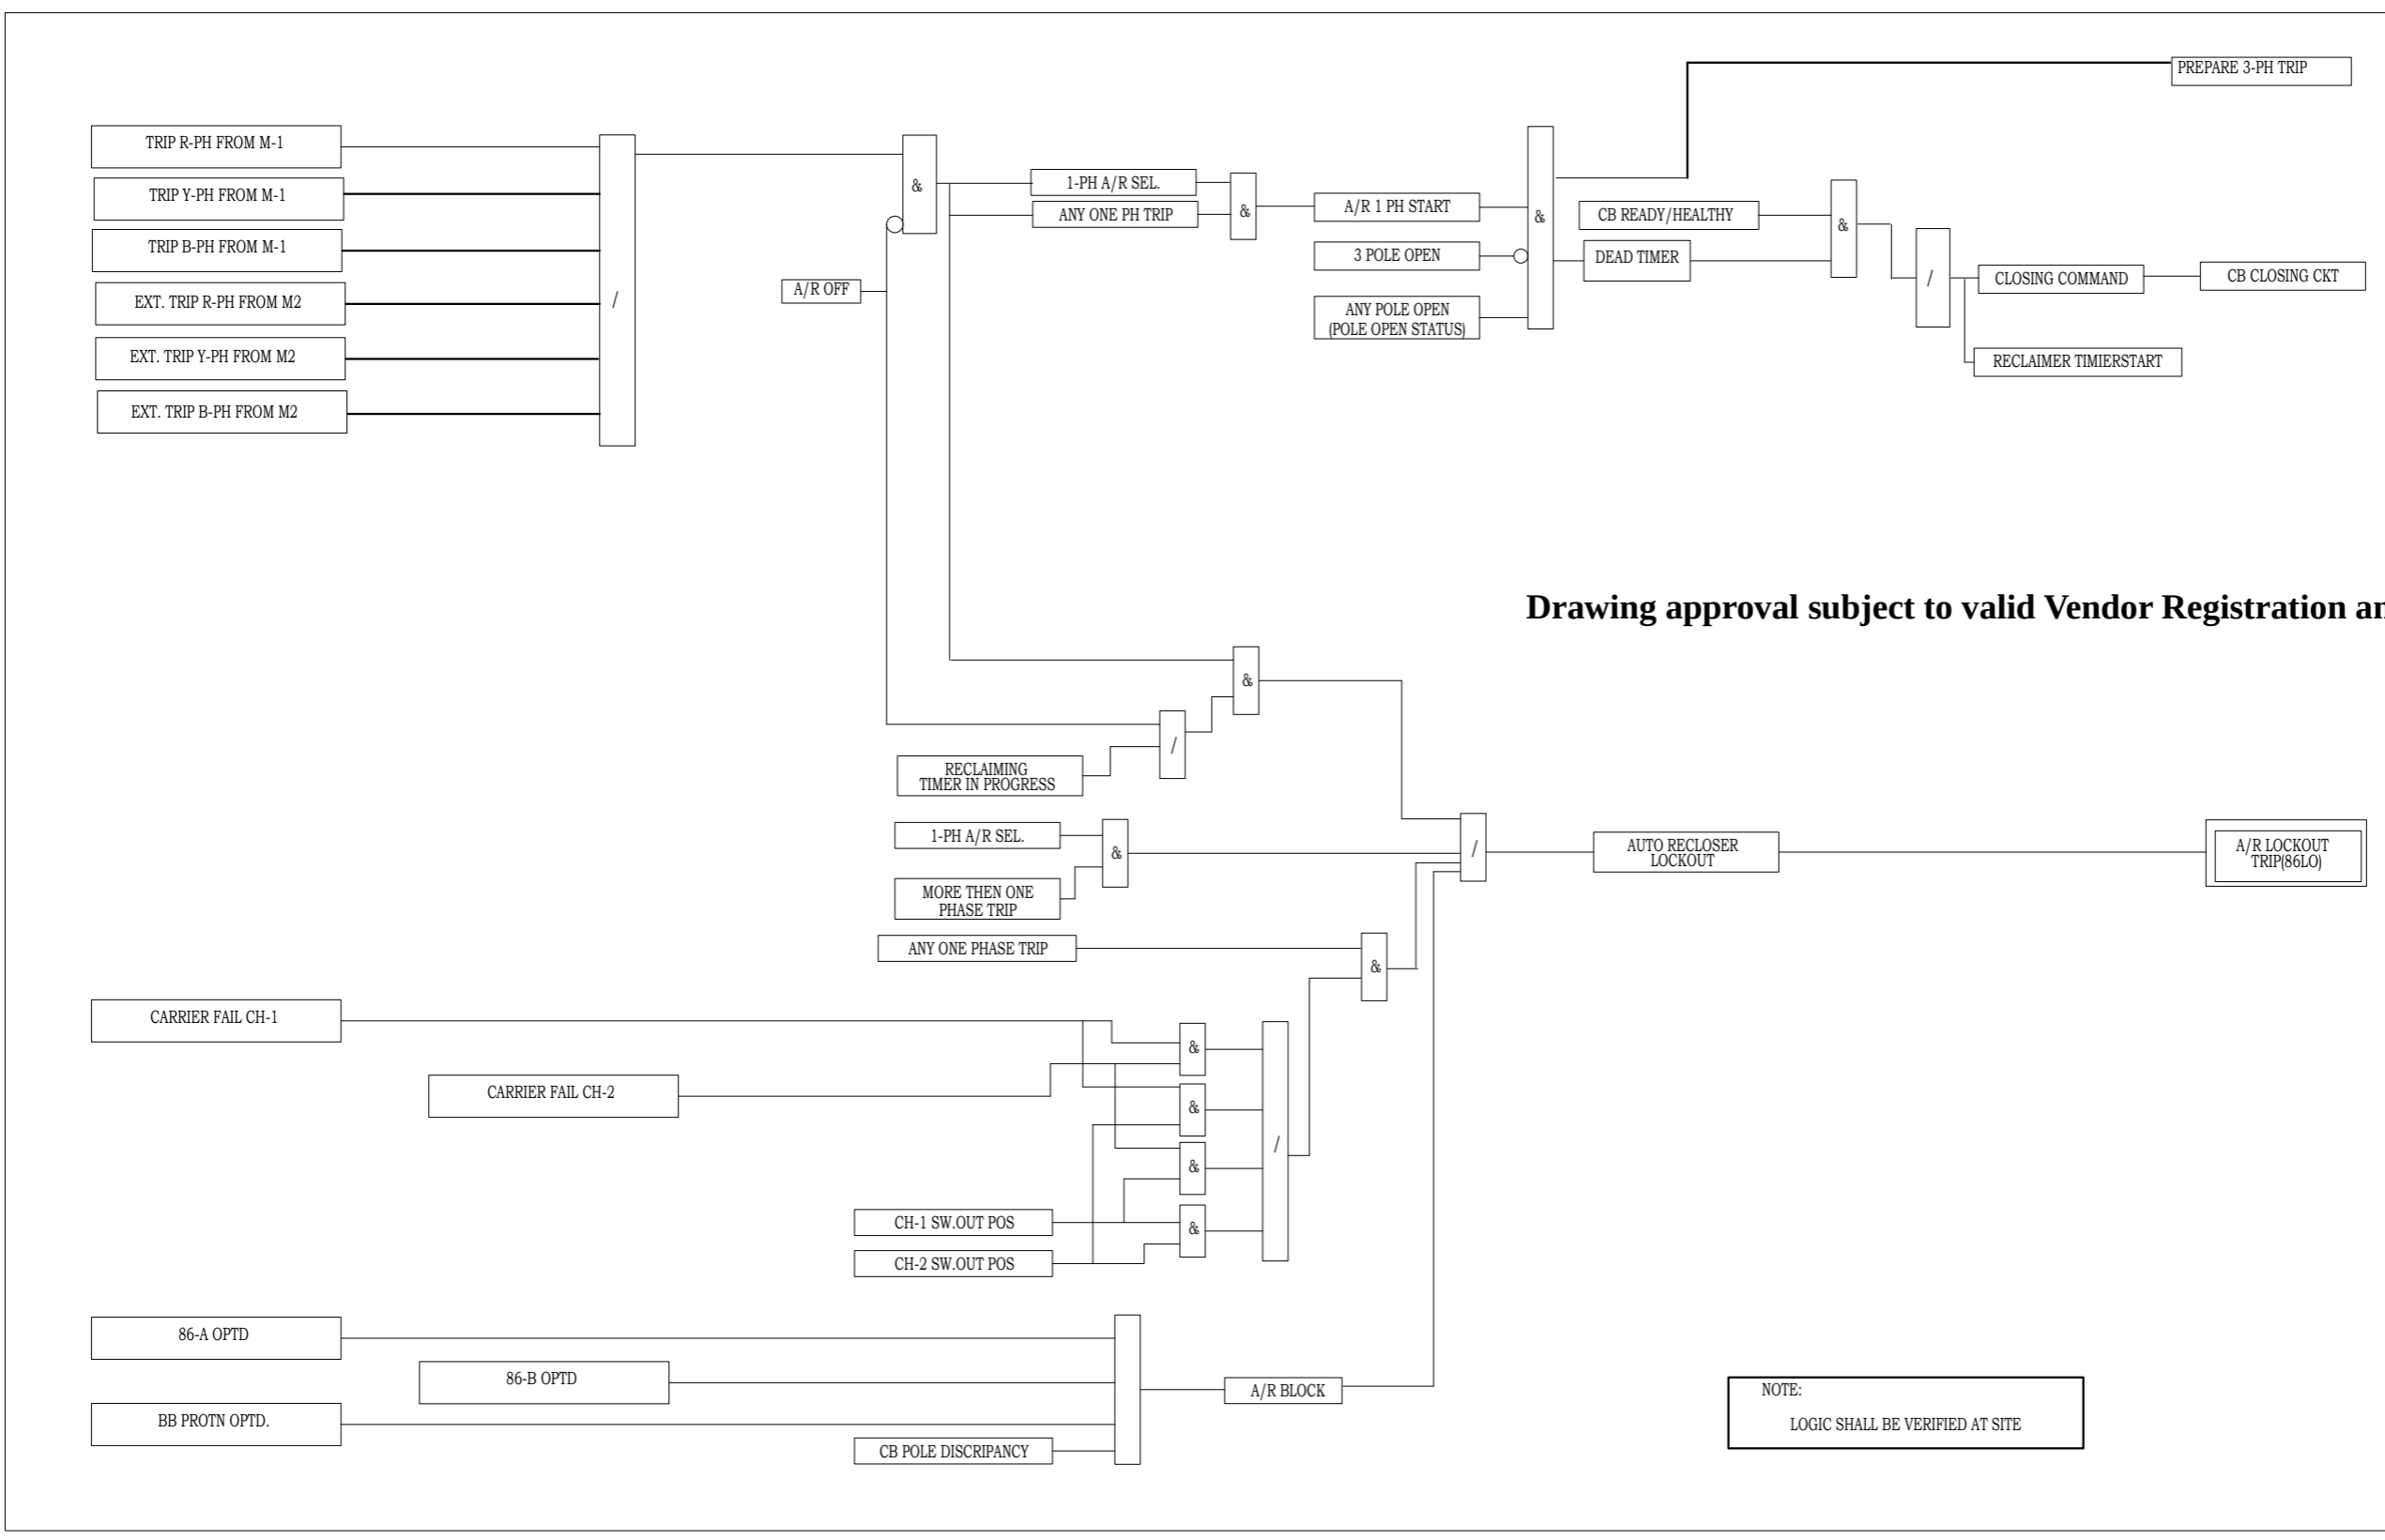 PREPARE 3-PH TRIP
TRIP R-PH FROM M-1
TRIP Y-PH FROM M-1
TRIP B-PH FROM M-1
EXT. TRIP R-PH FROM M2
EXT. TRIP Y-PH FROM M2
EXT. TRIP B-PH FROM M2
/
&
A/R OFF
1-PH A/R SEL.
ANY ONE PH TRIP
&
A/R 1 PH START
3 POLE OPEN
ANY POLE OPEN
(POLE OPEN STATUS)
&
CB READY/HEALTHY
DEAD TIMER
&
/
CLOSING COMMAND
CB CLOSING CKT
RECLAIMER TIMIERSTART
Drawing approval subject to valid Vendor Registration an
&
/
RECLAIMING
TIMER IN PROGRESS
1-PH A/R SEL.
&
MORE THEN ONE
PHASE TRIP
/
AUTO RECLOSER
LOCKOUT
A/R LOCKOUT
TRIP(86LO)
ANY ONE PHASE TRIP
&
CARRIER FAIL CH-1
CARRIER FAIL CH-2
&
&
&
&
/
CH-1 SW.OUT POS
CH-2 SW.OUT POS
86-A OPTD
86-B OPTD
BB PROTN OPTD.
CB POLE DISCRIPANCY
A/R BLOCK
NOTE:
LOGIC SHALL BE VERIFIED AT SITE